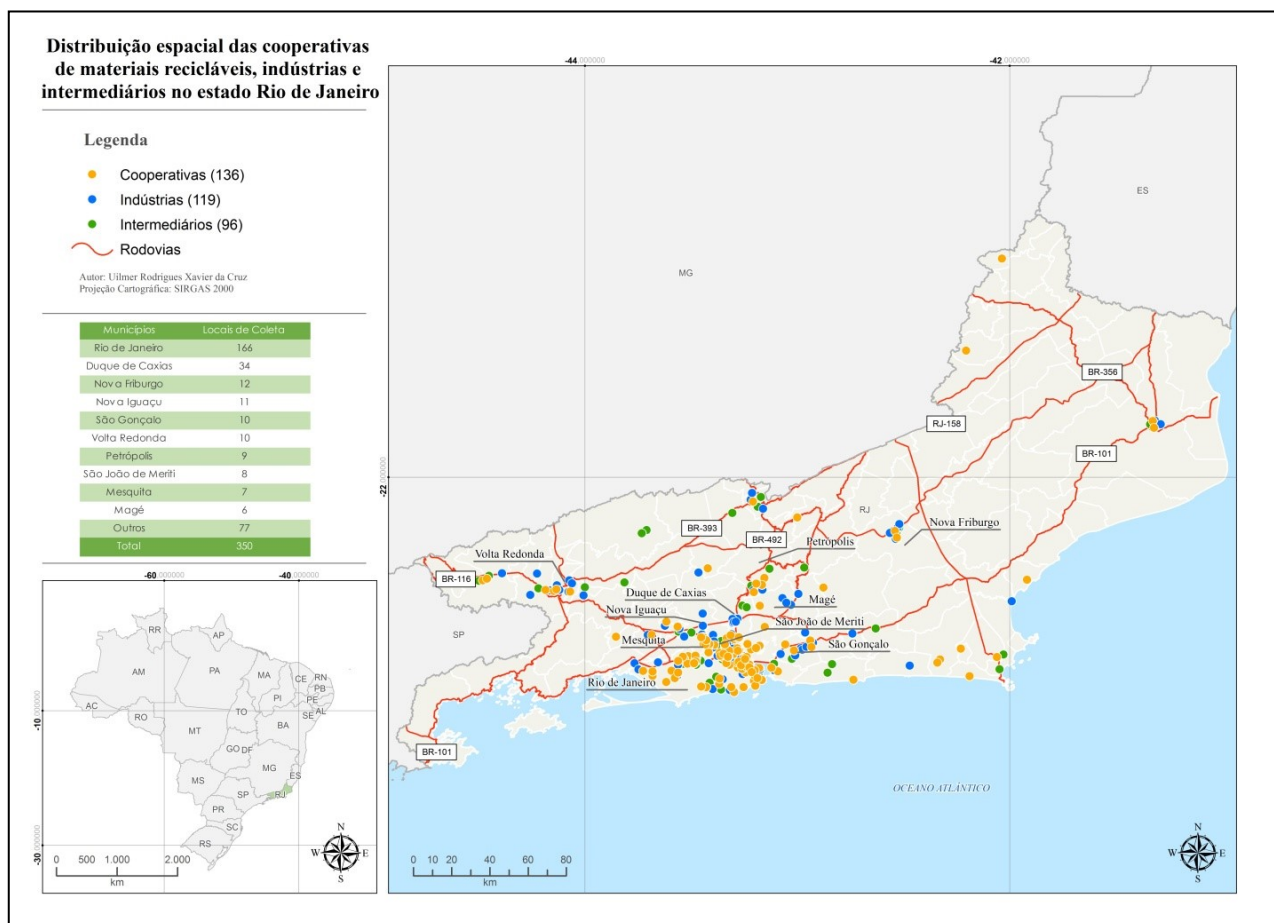 Distribuição espacial das cooperativas
de materiais recicláveis, indústrias e
intermediários no estado Rio de Janeiro
Legenda
Cooperativas (136)
Indústrias (119)
Intermediários (96)
Rodovias
Autor: Uilmer Rodrigues Xavier da Cruz
Projeção Cartográfica: SIRGAS 2000
Municípios Locais de Coleta
Rio de Janeiro 166
Duque de Caxias 34
Nova Friburgo 12
Nova Iguaçu 11
São Gonçalo 10
Volta Redonda 10
Petrópolis 9
São João de Meriti 8
Mesquita 7
Magé 6
Outros 77
Total 350
-60.000000
-40.000000
-10.000000
-30.000000
RR
AP
AM
PA
MA
CE
RN
PB
PE
AL
SE
PI
AC
RO
TO
BA
MT
GO
DF
MG
ES
MS
SP
RJ
PR
SC
RS
0 500 1.000 2.000
km
N
W
E
S
-44.000000
-42.000000
-22.000000
MG
ES
SP
RJ
BR-356
RJ-158
BR-101
BR-393
BR-492
BR-116
BR-101
Nova Friburgo
Petrópolis
Volta Redonda
Duque de Caxias
Magé
Nova Iguaçu
São João de Meriti
Mesquita
São Gonçalo
Rio de Janeiro
OCEANO ATLÁNTICO
0 10 20 40 60 80
km
N
W
E
S